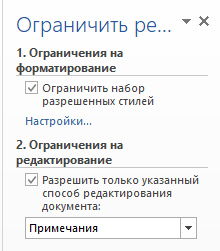 Ограничить ре...
1. Ограничения на
форматирование
Ограничить набор
разрешенных стилей
Настройки...
2. Ограничения на
редактирование
Разрешить только указанный
способ редактирования
документа:
Примечания